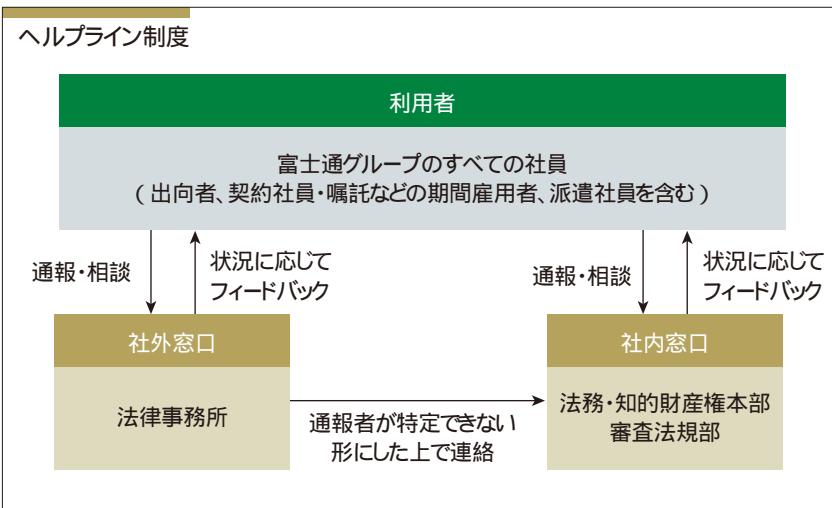 ヘルプライン制度
利用者
富士通グループのすべての社員
(出向者、契約社員・嘱託などの期間雇用者、派遣社員を含む)
通報・相談
状況に応じて
フィードバック
通報・相談
状況に応じて
フィードバック
社外窓口
法律事務所
通報者が特定できない
形にした上で連絡
社内窓口
法務・知的財産権本部
審査法規部